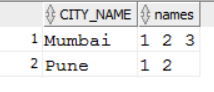 CITY_NAME names
1 Mumbai 1 2 3
2 Pune 1 2